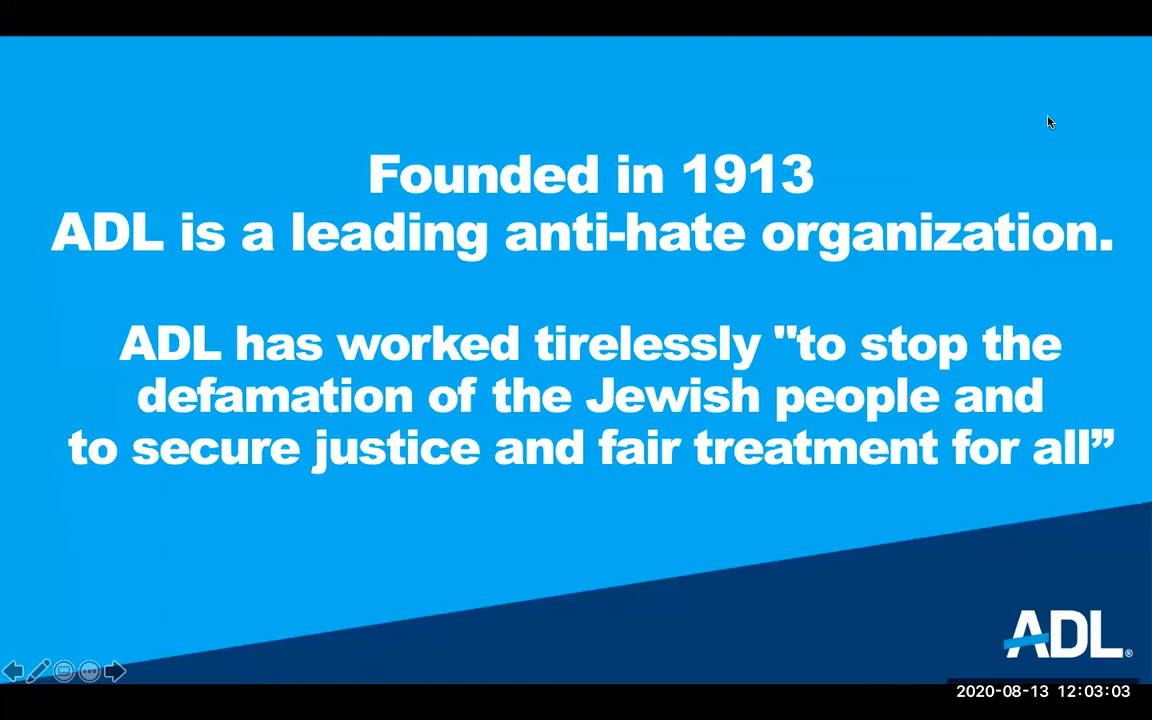 Founded in 1913
ADL is a leading anti-hate organization.
ADL has worked tirelessly "to stop the
defamation of the Jewish people and
to secure justice and fair treatment for all”
ADL®
2020-08-13 12:03:03